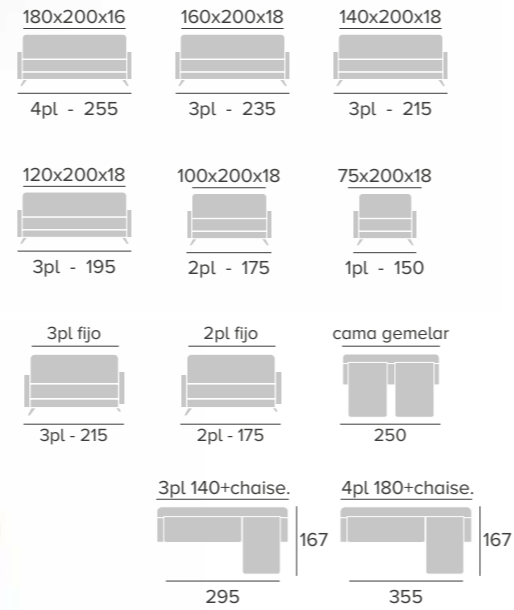 180x200x16 160x200x18 140x200x18
4pl - 255 3pl - 235 3pl - 215
120x200x18 100x200x18 75x200x18
3pl - 195 2pl - 175 1pl - 150
3pl fijo 2pl fijo cama gemelar
3pl - 215 2pl - 175 250
3pl 140+chaise. 4pl 180+chaise.
167 167
295 355